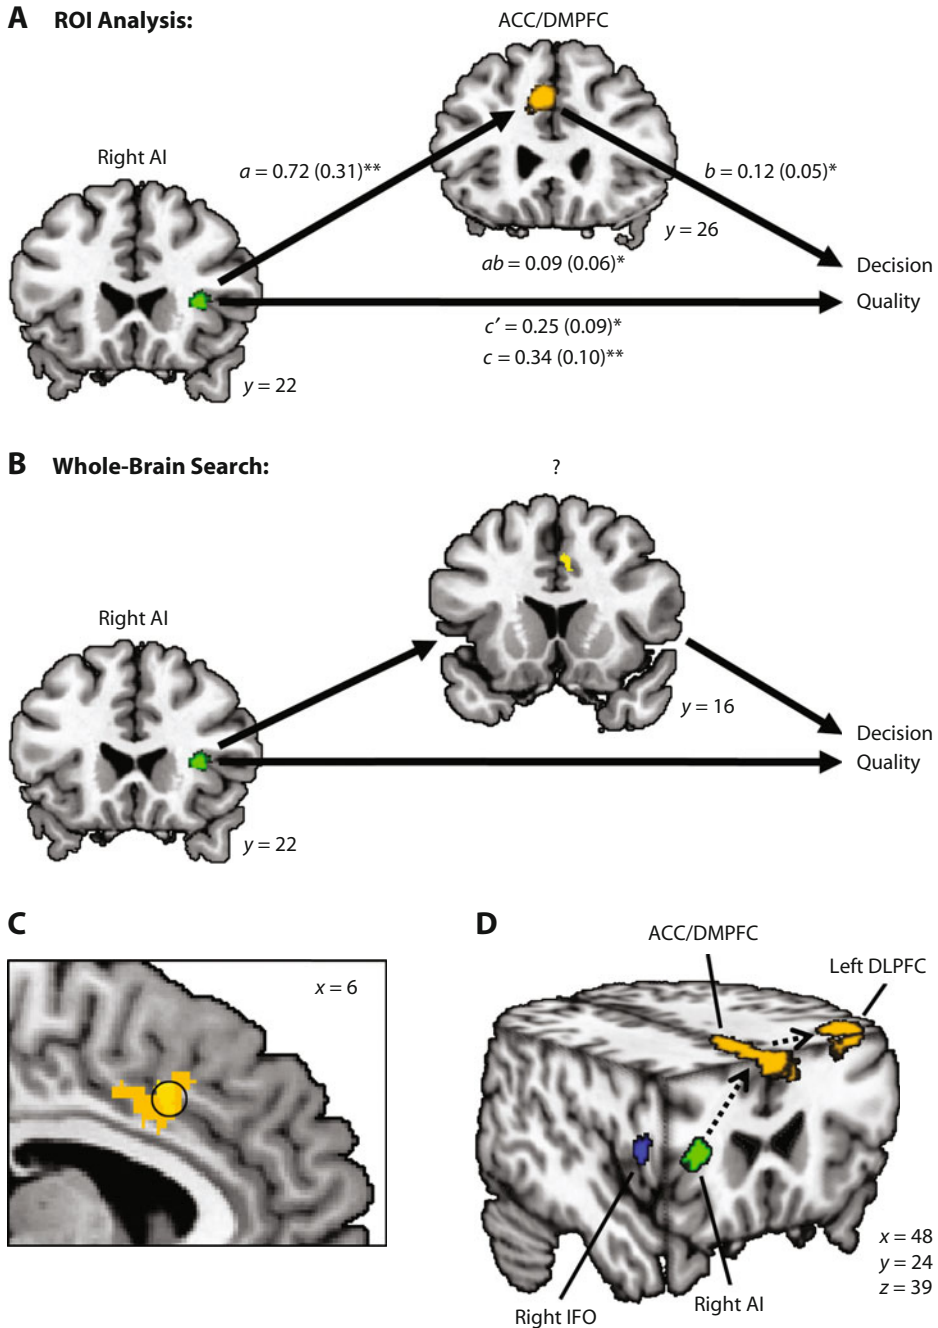 A ROI Analysis:
ACC/DMPFC
Right AI
a = 0.72 (0.31)**
b = 0.12 (0.05)*
y = 26
ab = 0.09 (0.06)*
Decision
Quality
c′ = 0.25 (0.09)*
c = 0.34 (0.10)**
y = 22
B Whole-Brain Search:
?
Right AI
y = 16
Decision
Quality
y = 22
C
x = 6
D
ACC/DMPFC
Left DLPFC
x = 48
y = 24
z = 39
Right IFO
Right AI